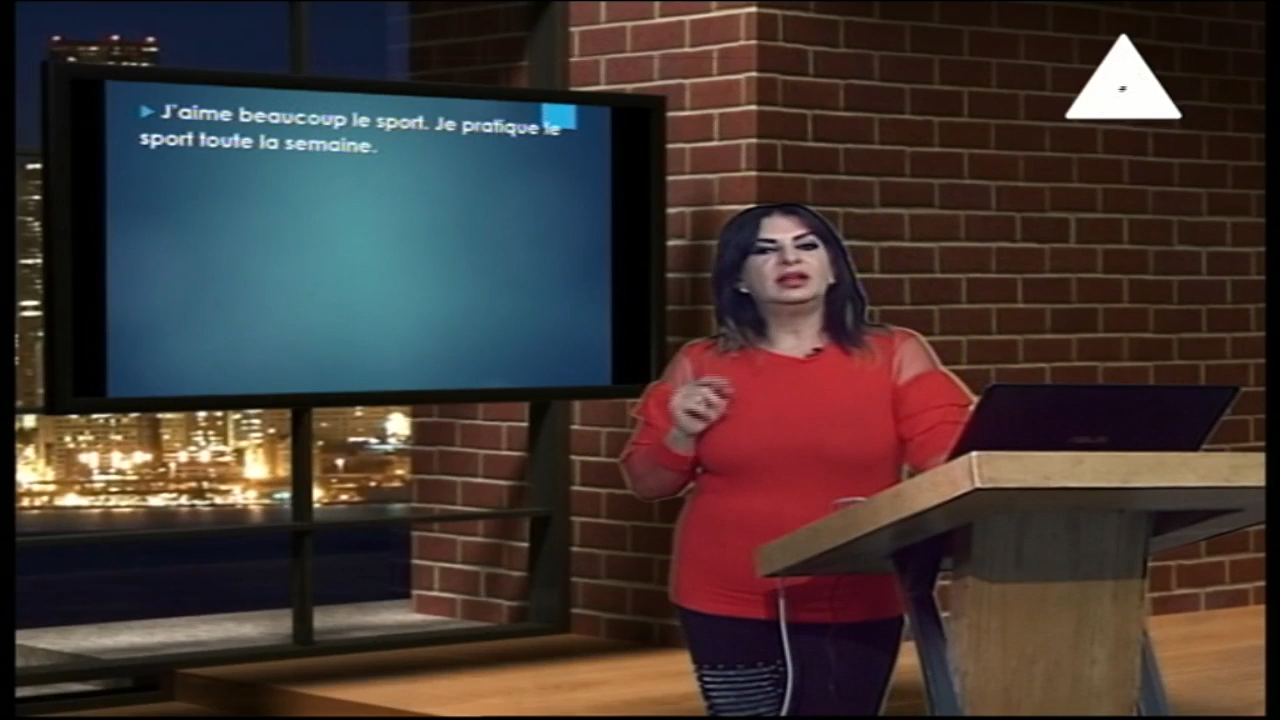 J'aime beaucoup le sport. Je pratique le
sport toute la semaine.